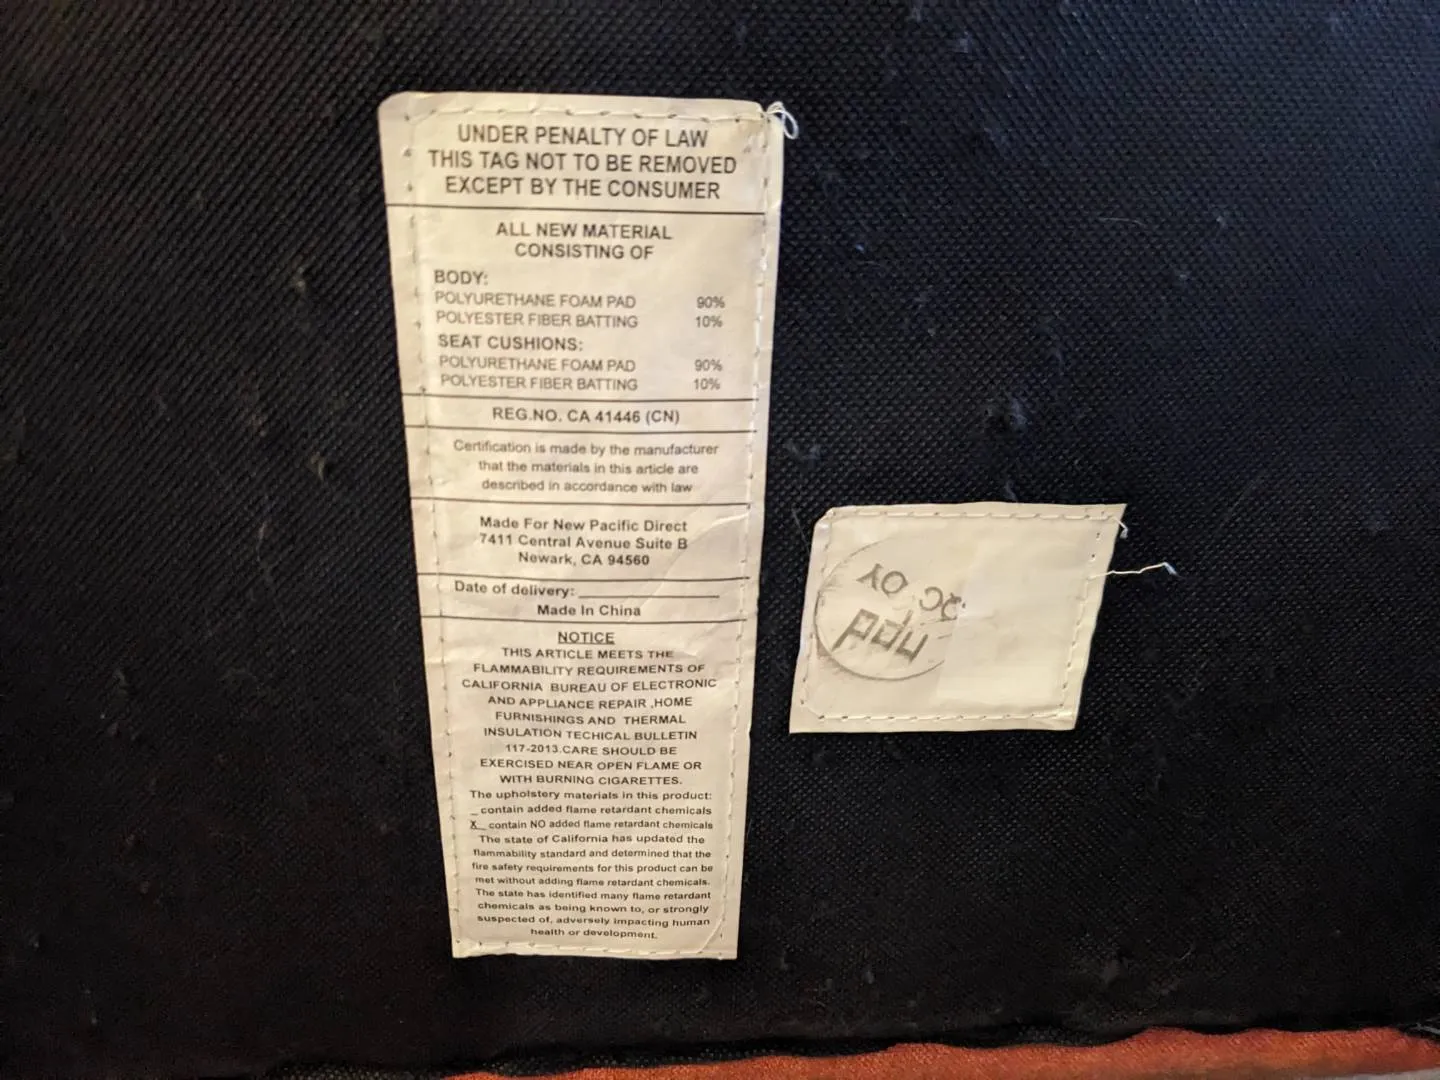 UNDER PENALTY OF LAW
THIS TAG NOT TO BE REMOVED
EXCEPT BY THE CONSUMER
ALL NEW MATERIAL
CONSISTING OF
BODY:
POLYURETHANE FOAM PAD 90%
POLYESTER FIBER BATTING 10%
SEAT CUSHIONS:
POLYURETHANE FOAM PAD 90%
POLYESTER FIBER BATTING 10%
REG.NO. CA 41446 (CN)
Certification is made by the manufacturer
that the materials in this article are
described in accordance with law
Made For New Pacific Direct
7411 Central Avenue Suite B
Newark, CA 94560
Date of delivery: ____________
Made In China
NOTICE
THIS ARTICLE MEETS THE
FLAMMABILITY REQUIREMENTS OF
CALIFORNIA BUREAU OF ELECTRONIC
AND APPLIANCE REPAIR ,HOME
FURNISHINGS AND THERMAL
INSULATION TECHICAL BULLETIN
117-2013.CARE SHOULD BE
EXERCISED NEAR OPEN FLAME OR
WITH BURNING CIGARETTES.
The upholstery materials in this product:
_ contain added flame retardant chemicals
X_ contain NO added flame retardant chemicals
The state of California has updated the
flammability standard and determined that the
fire safety requirements for this product can be
met without adding flame retardant chemicals.
The state has identified many flame retardant
chemicals as being known to, or strongly
suspected of, adversely impacting human
health or development.